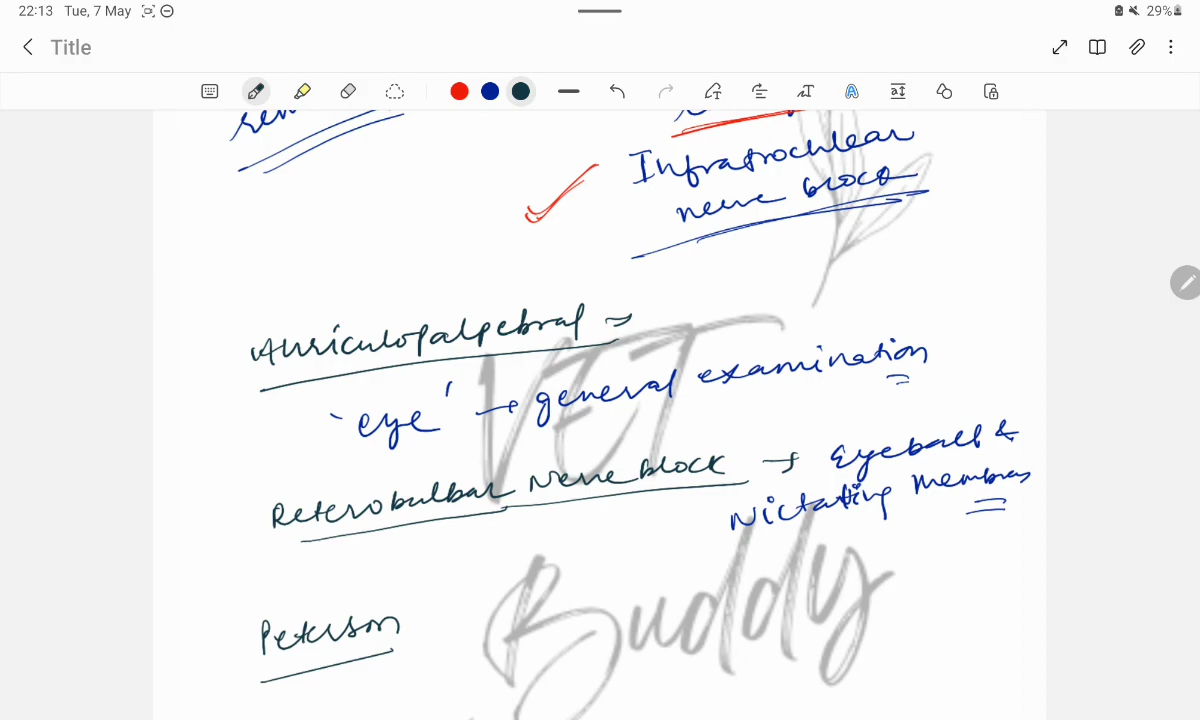 22:13 Tue, 7 May
29%
Title
Infratrochlear
nerve block
Auriculopalpebral =
'eye' → general examination
Reterobulbar Nerve block → Eyeball &
Nictating Membran
Peterson
VET
Buddy